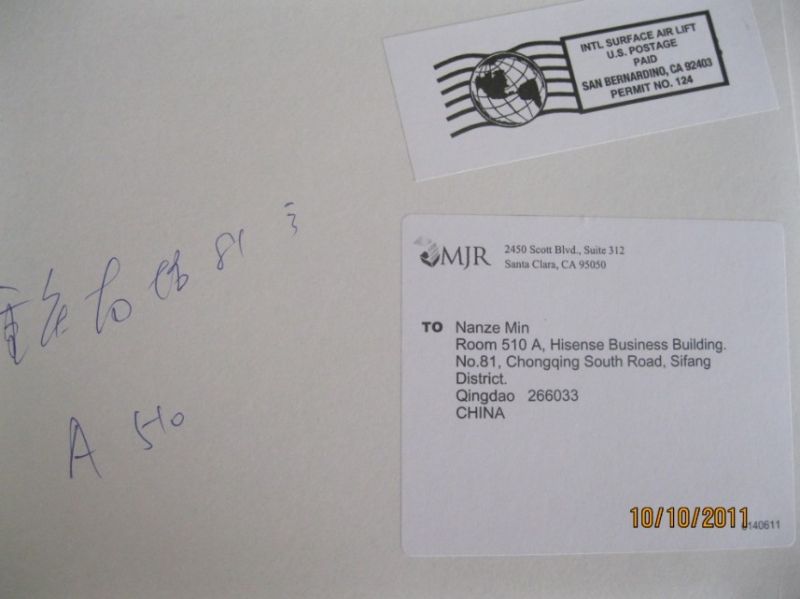 INTL SURFACE AIR LIFT
U.S. POSTAGE
PAID
SAN BERNARDINO, CA 92403
PERMIT NO. 124
重庆南路 81 号
A 510
MJR
2450 Scott Blvd., Suite 312
Santa Clara, CA 95050
TO Nanze Min
Room 510 A, Hisense Business Building.
No.81, Chongqing South Road, Sifang
District.
Qingdao 266033
CHINA
10/10/2011